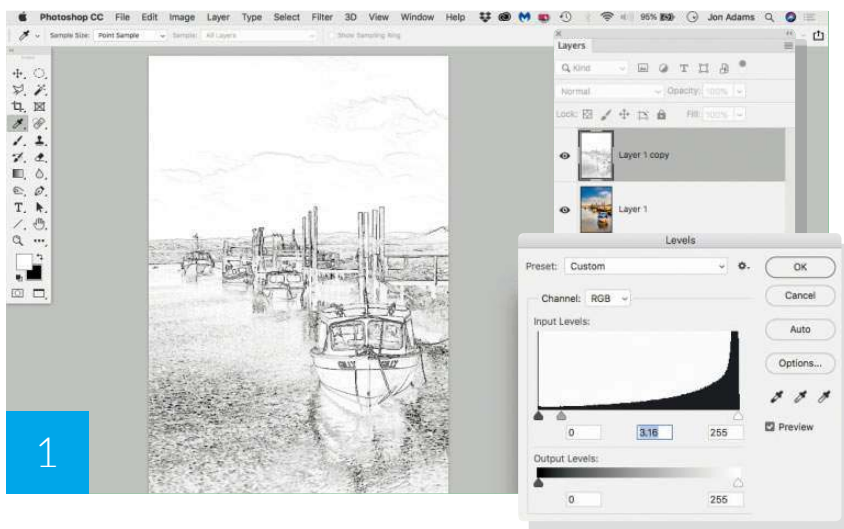 Photoshop CC File Edit Image Layer Type Select Filter 3D View Window Help 95% Jon Adams
Sample Size: Point Sample Sample: All Layers Show Sampling Ring
Layers
Kind
Normal Opacity: 100%
Lock: Fill: 100%
Layer 1 copy
Layer 1
Levels
Preset: Custom OK
Channel: RGB Cancel
Input Levels: Auto
Options...
0 3.16 255 Preview
Output Levels:
0 255
GILLY GILLY
1